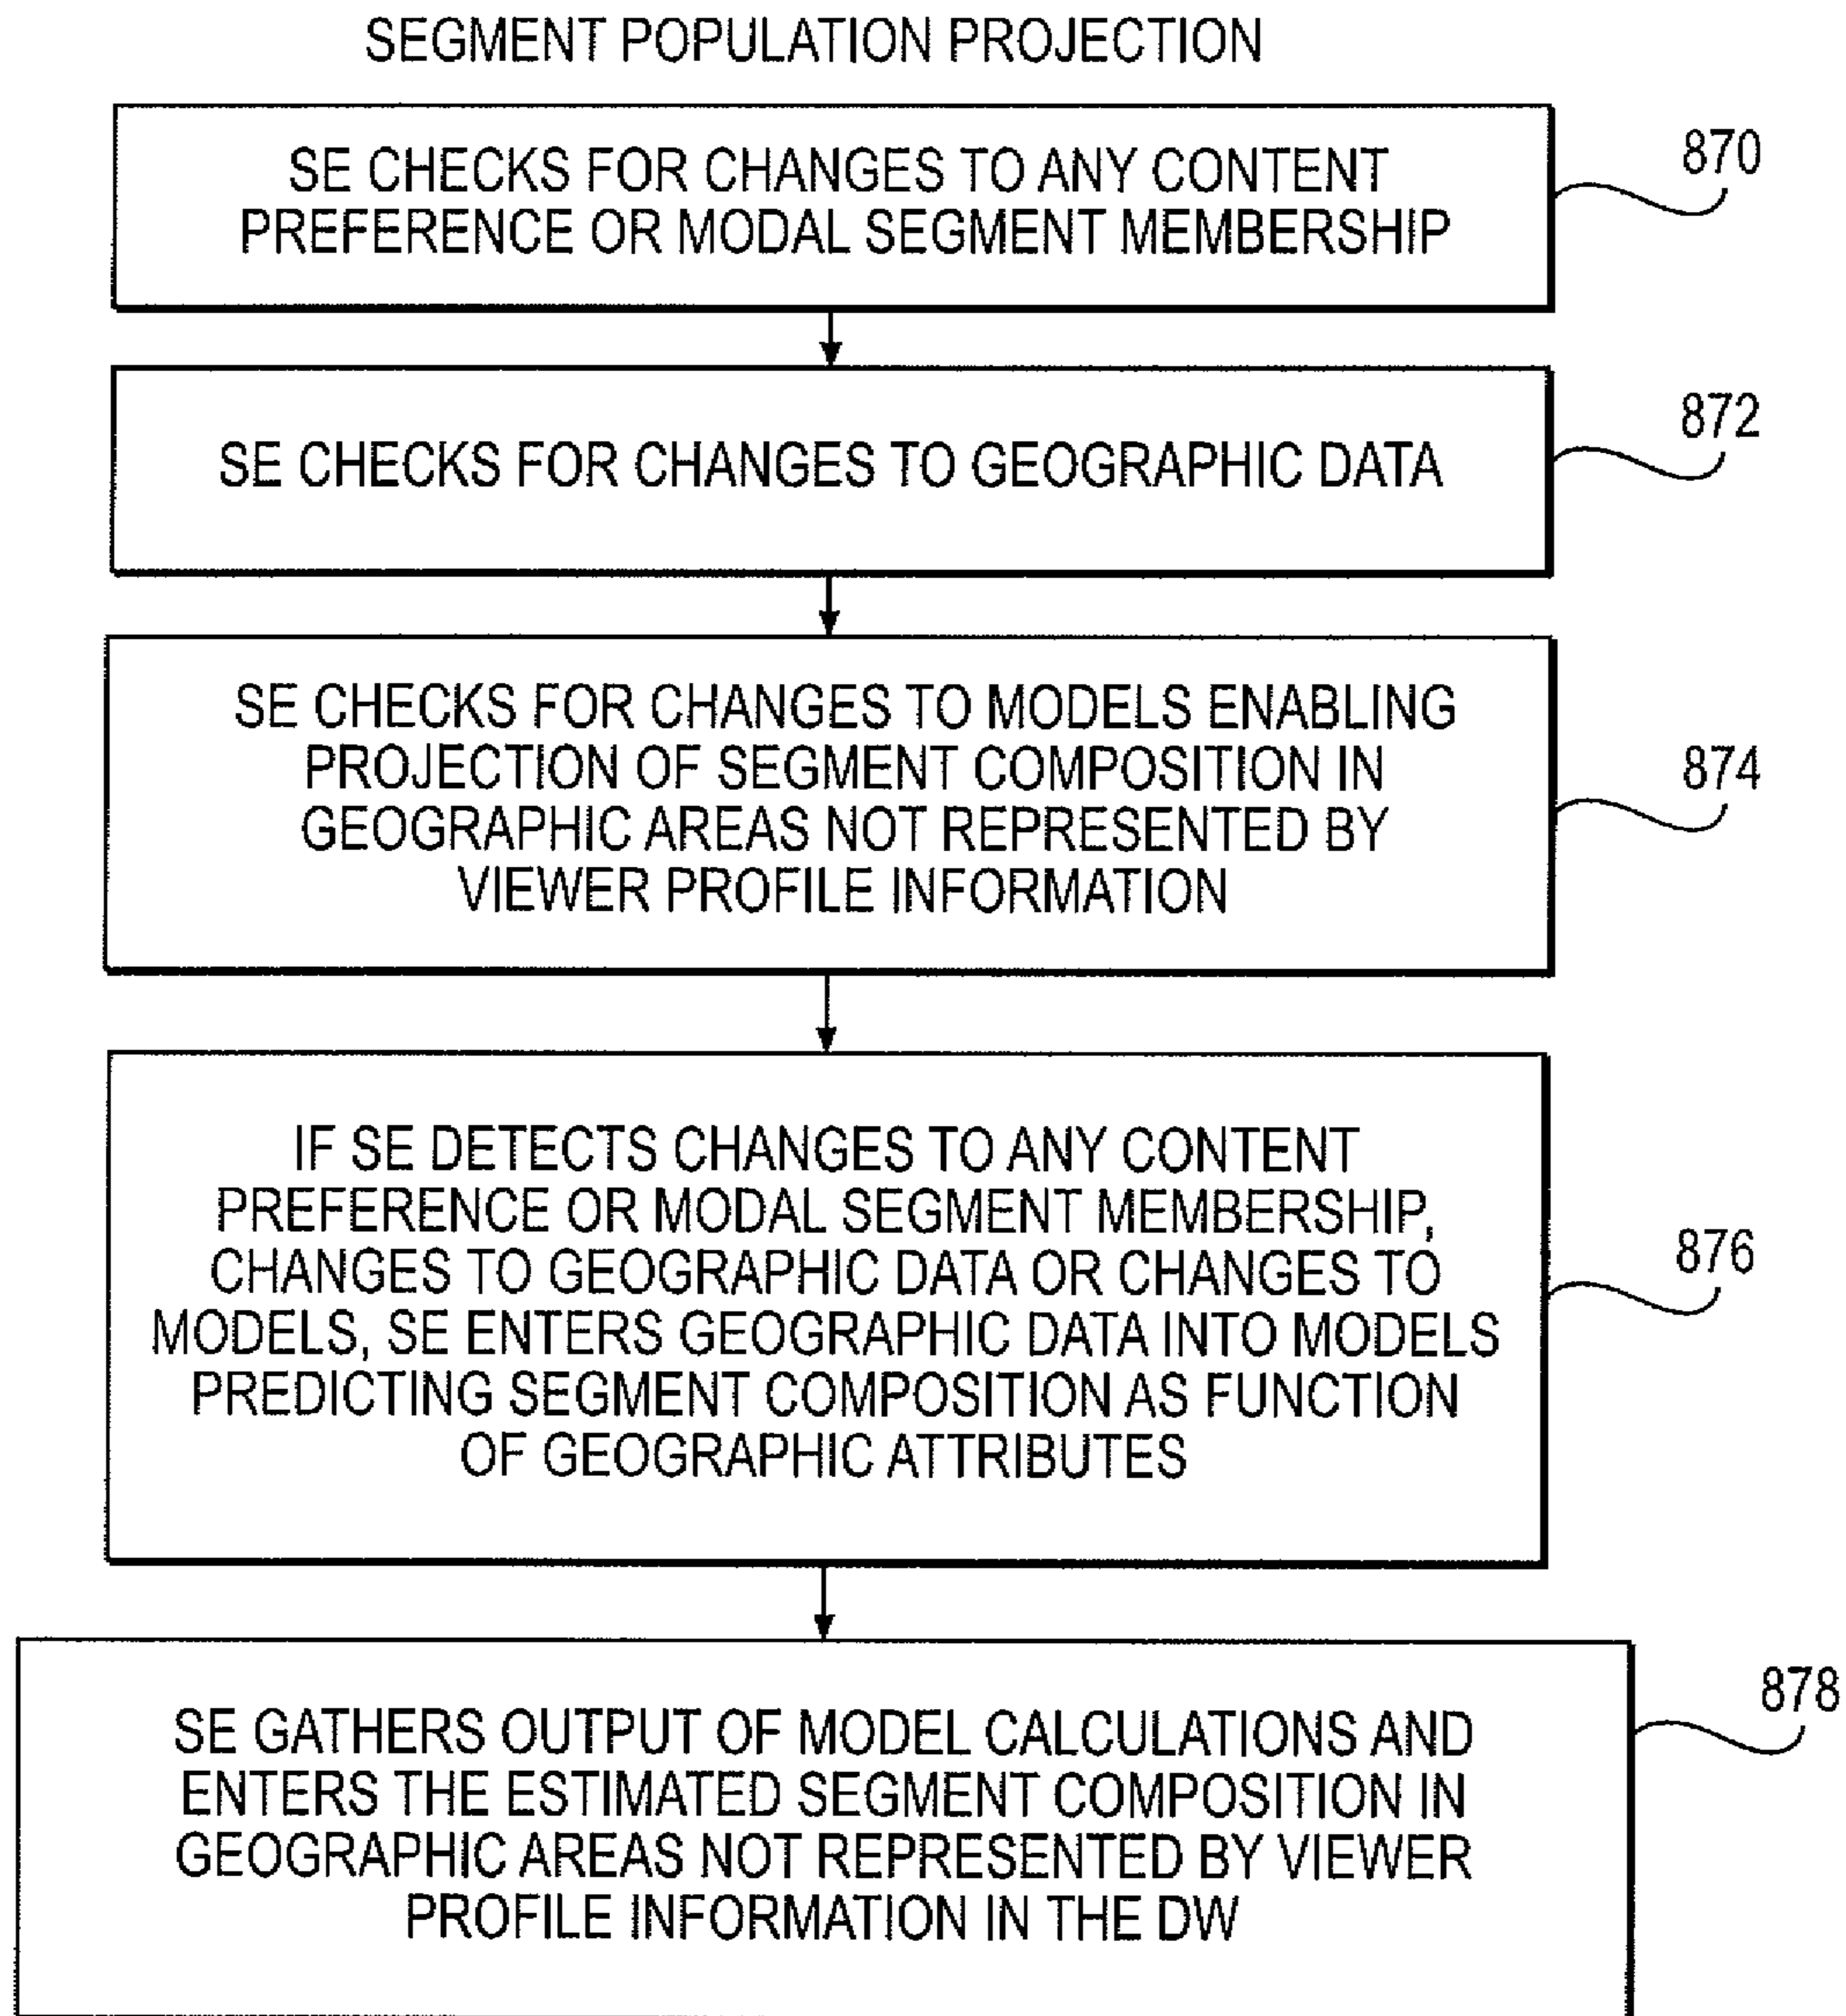 SEGMENT POPULATION PROJECTION
SE CHECKS FOR CHANGES TO ANY CONTENT
PREFERENCE OR MODAL SEGMENT MEMBERSHIP
870
SE CHECKS FOR CHANGES TO GEOGRAPHIC DATA
872
SE CHECKS FOR CHANGES TO MODELS ENABLING
PROJECTION OF SEGMENT COMPOSITION IN
GEOGRAPHIC AREAS NOT REPRESENTED BY
VIEWER PROFILE INFORMATION
874
IF SE DETECTS CHANGES TO ANY CONTENT
PREFERENCE OR MODAL SEGMENT MEMBERSHIP,
CHANGES TO GEOGRAPHIC DATA OR CHANGES TO
MODELS, SE ENTERS GEOGRAPHIC DATA INTO MODELS
PREDICTING SEGMENT COMPOSITION AS FUNCTION
OF GEOGRAPHIC ATTRIBUTES
876
SE GATHERS OUTPUT OF MODEL CALCULATIONS AND
ENTERS THE ESTIMATED SEGMENT COMPOSITION IN
GEOGRAPHIC AREAS NOT REPRESENTED BY VIEWER
PROFILE INFORMATION IN THE DW
878